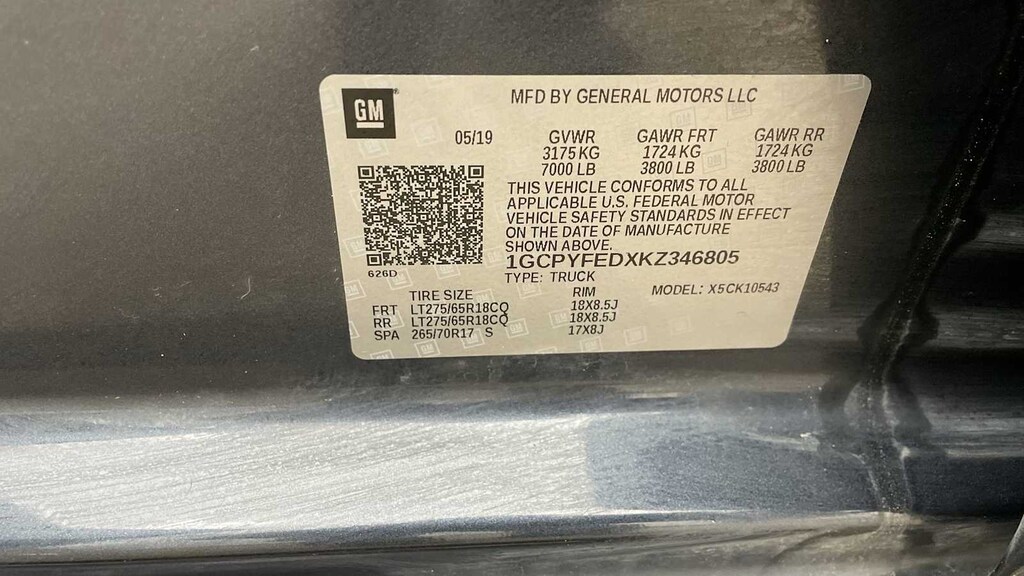 GM
MFD BY GENERAL MOTORS LLC
05/19 GVWR GAWR FRT GAWR RR
3175 KG 1724 KG 1724 KG
7000 LB 3800 LB 3800 LB
THIS VEHICLE CONFORMS TO ALL
APPLICABLE U.S. FEDERAL MOTOR
VEHICLE SAFETY STANDARDS IN EFFECT
ON THE DATE OF MANUFACTURE
SHOWN ABOVE.
626D
1GCPYFEDXKZ346805
TYPE: TRUCK
MODEL: X5CK10543
TIRE SIZE RIM
FRT LT275/65R18CQ 18X8.5J
RR LT275/65R18CQ 18X8.5J
SPA 265/70R17 S 17X8J